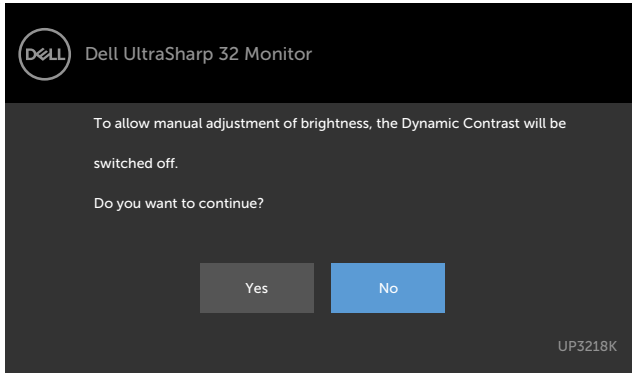 DELL
Dell UltraSharp 32 Monitor
To allow manual adjustment of brightness, the Dynamic Contrast will be
switched off.
Do you want to continue?
Yes
No
UP3218K